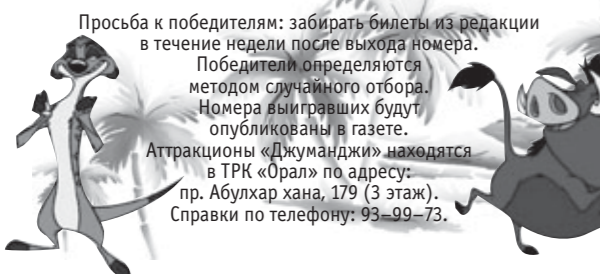 Просьба к победителям: забирать билеты из редакции
в течение недели после выхода номера.
Победители определяются
методом случайного отбора.
Номера выигравших будут
опубликованы в газете.
Аттракционы «Джуманджи» находятся
в ТРК «Орал» по адресу:
пр. Абулхар хана, 179 (3 этаж).
Справки по телефону: 93–99–73.